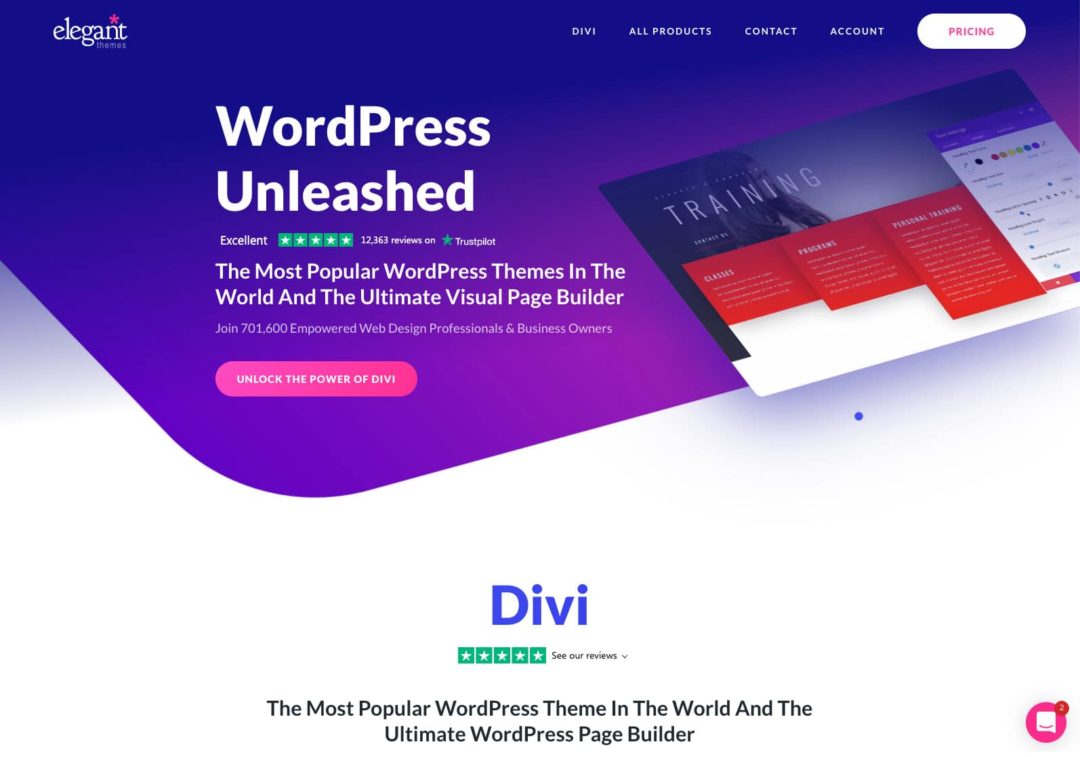 elegant
themes
DIVI
ALL PRODUCTS
CONTACT
ACCOUNT
PRICING
WordPress
Unleashed
Excellent
12,363 reviews on
Trustpilot
The Most Popular WordPress Themes In The
World And The Ultimate Visual Page Builder
Join 701,600 Empowered Web Design Professionals & Business Owners
UNLOCK THE POWER OF DIVI
TRAINING
CONTACT US
CLASSES
PROGRAMS
PERSONAL TRAINING
Divi
See our reviews
The Most Popular WordPress Theme In The World And The
Ultimate WordPress Page Builder
2